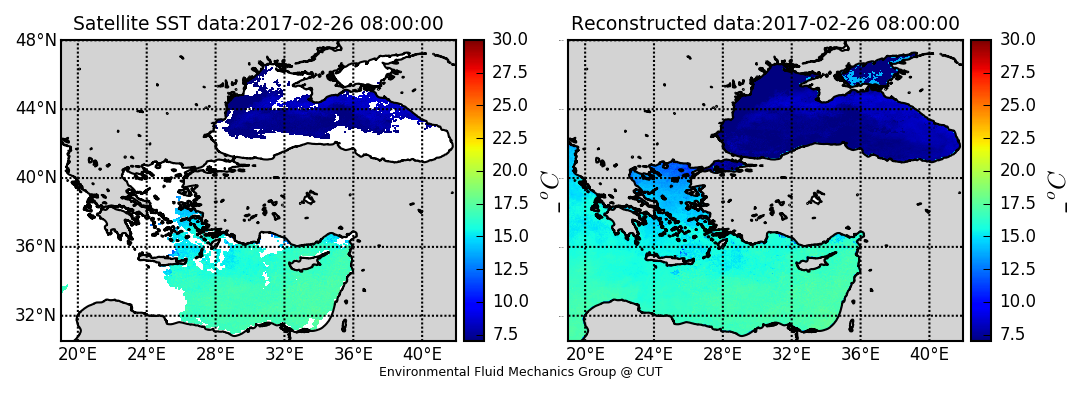 Satellite SST data:2017-02-26 08:00:00
48°N
44°N
40°N
36°N
32°N
20°E 24°E 28°E 32°E 36°E 40°E
30.0
27.5
25.0
22.5
20.0
17.5
15.0
12.5
10.0
7.5
_ °C
Reconstructed data:2017-02-26 08:00:00
20°E 24°E 28°E 32°E 36°E 40°E
30.0
27.5
25.0
22.5
20.0
17.5
15.0
12.5
10.0
7.5
_ °C
Environmental Fluid Mechanics Group @ CUT